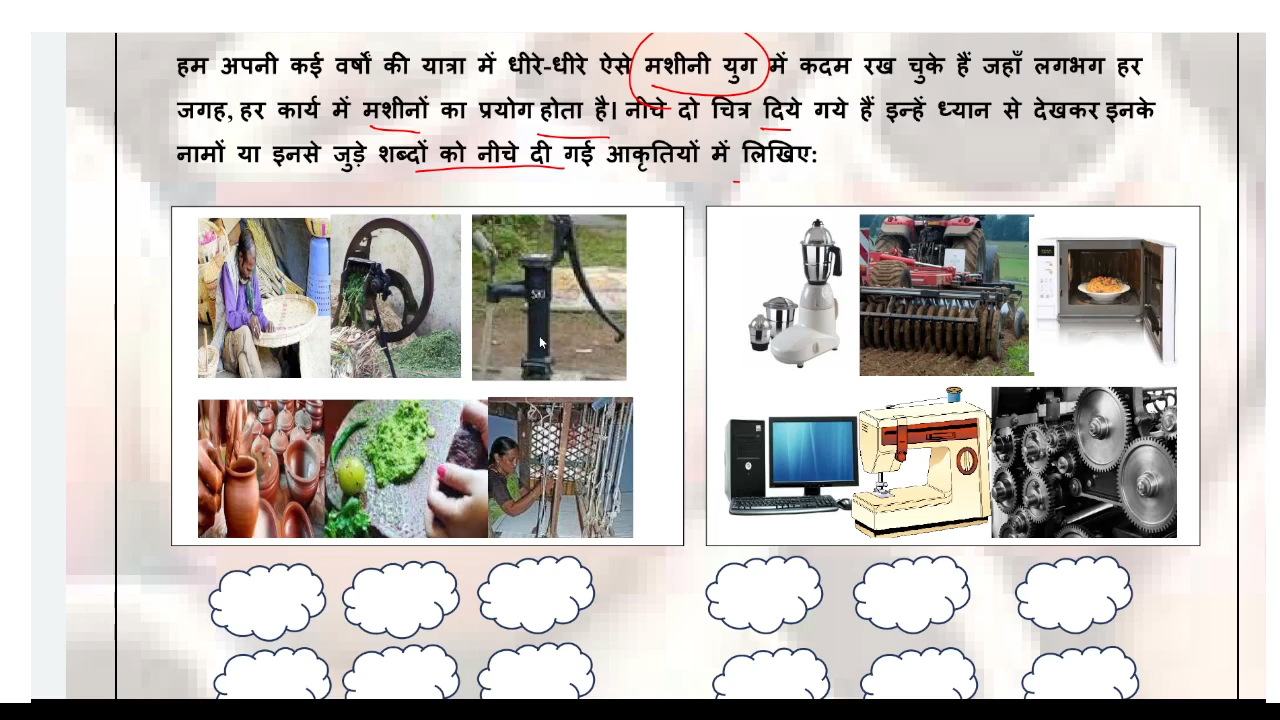 हम अपनी कई वर्षों की यात्रा में धीरे-धीरे ऐसे मशीनी युग में कदम रख चुके हैं जहाँ लगभग हर
जगह, हर कार्य में मशीनों का प्रयोग होता है। नीचे दो चित्र दिये गये हैं इन्हें ध्यान से देखकर इनके
नामों या इनसे जुड़े शब्दों को नीचे दी गई आकृतियों में लिखिए: